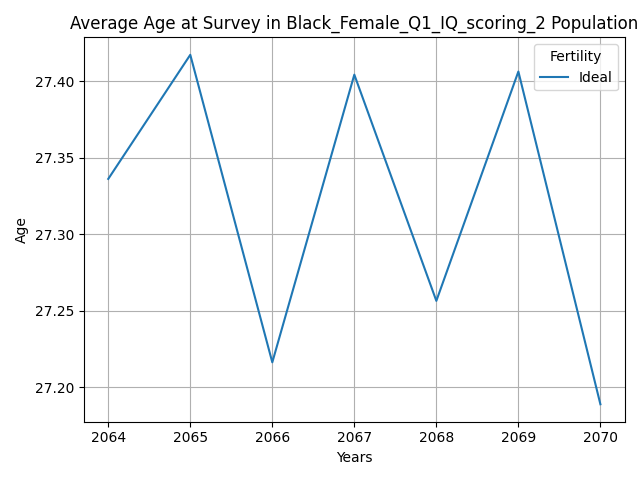 Average Age at Survey in Black_Female_Q1_IQ_scoring_2 Population
Fertility
Ideal
27.40
27.35
27.30
27.25
27.20
Age
2064 2065 2066 2067 2068 2069 2070
Years